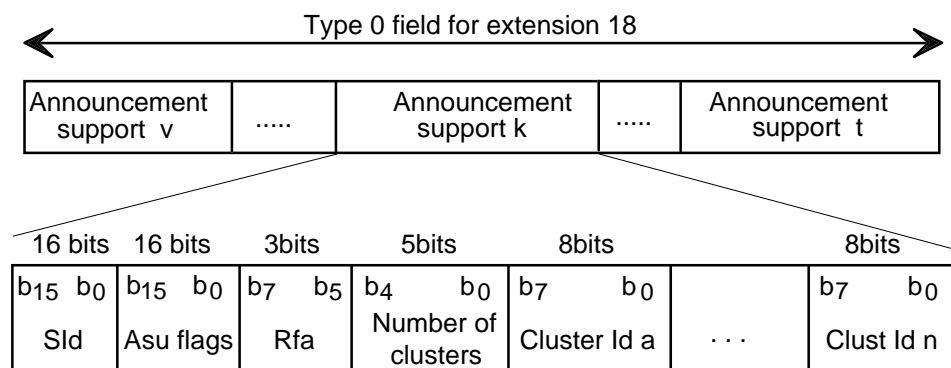 Type 0 field for extension 18
Announcement support v ..... Announcement support k ..... Announcement support t
16 bits 16 bits 3bits 5bits 8bits 8bits
b15 b0 b15 b0 b7 b5 b4 b0 b7 b0 b7 b0
SId Asu flags Rfa Number of clusters Cluster Id a . . . Clust Id n